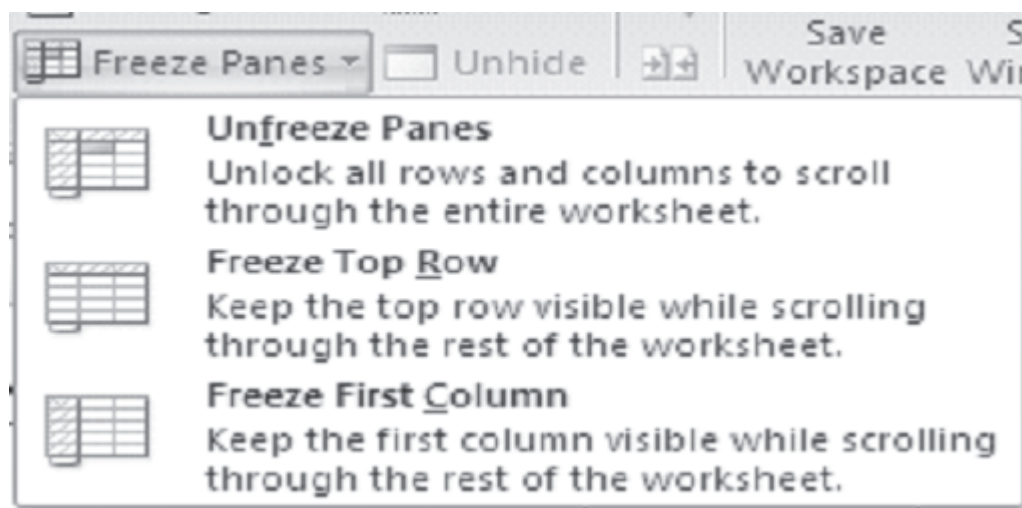 Save
Freeze Panes Unhide Workspace
Unfreeze Panes
Unlock all rows and columns to scroll
through the entire worksheet.
Freeze Top Row
Keep the top row visible while scrolling
through the rest of the worksheet.
Freeze First Column
Keep the first column visible while scrolling
through the rest of the worksheet.